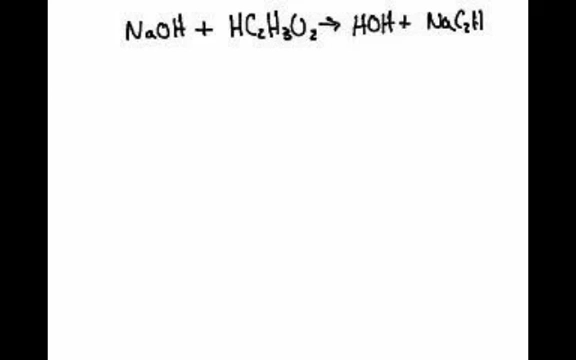 NaOH + HC₂H₃O₂ → HOH + NaC₂H